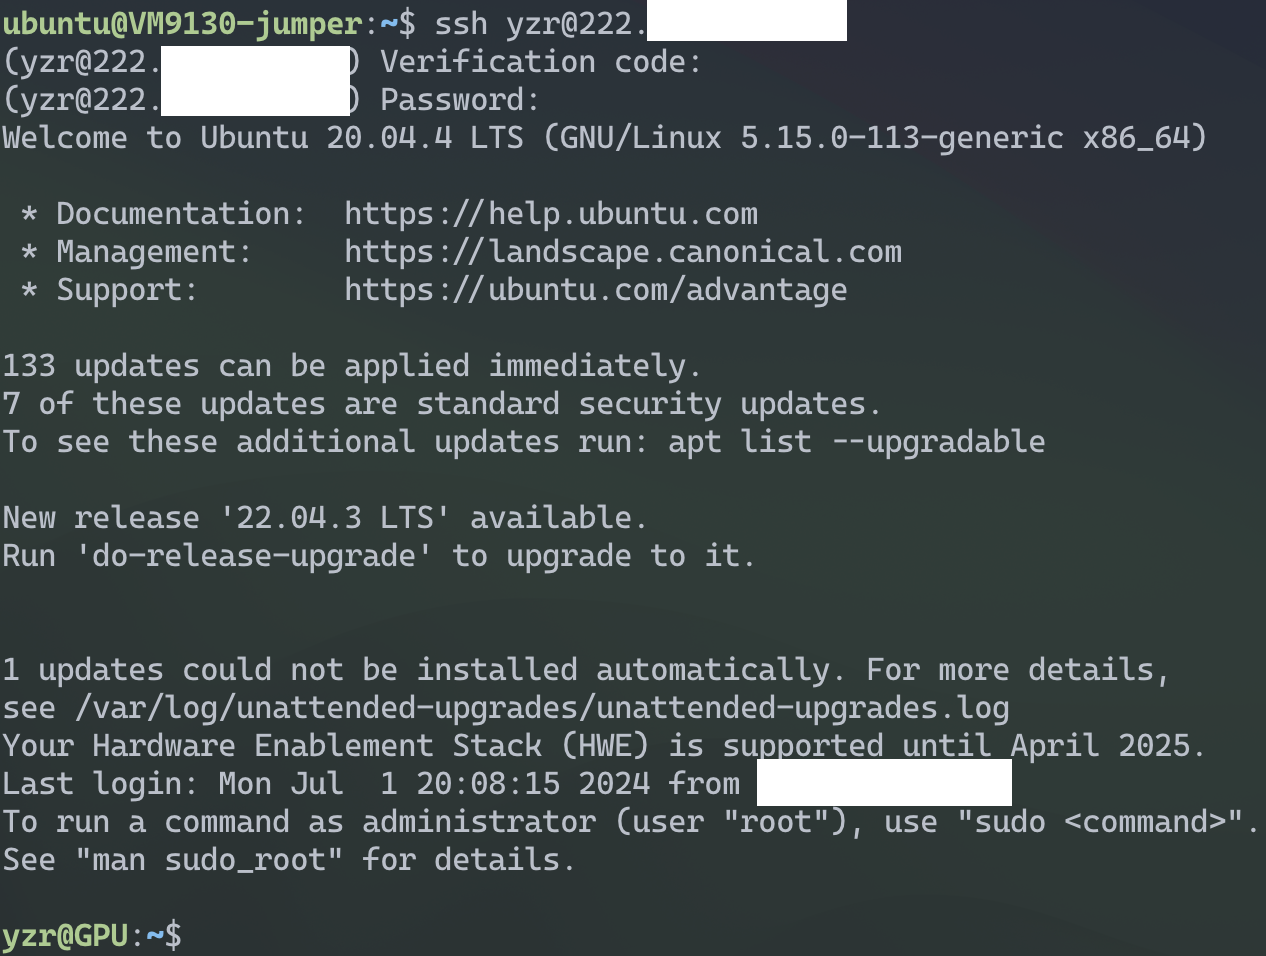 ubuntu@VM9130-jumper:~$ ssh yzr@222.
(yzr@222.) Verification code:
(yzr@222.) Password:
Welcome to Ubuntu 20.04.4 LTS (GNU/Linux 5.15.0-113-generic x86_64)

 * Documentation:  https://help.ubuntu.com
 * Management:     https://landscape.canonical.com
 * Support:        https://ubuntu.com/advantage

133 updates can be applied immediately.
7 of these updates are standard security updates.
To see these additional updates run: apt list --upgradable

New release '22.04.3 LTS' available.
Run 'do-release-upgrade' to upgrade to it.

1 updates could not be installed automatically. For more details,
see /var/log/unattended-upgrades/unattended-upgrades.log
Your Hardware Enablement Stack (HWE) is supported until April 2025.
Last login: Mon Jul  1 20:08:15 2024 from
To run a command as administrator (user "root"), use "sudo <command>".
See "man sudo_root" for details.

yzr@GPU:~$